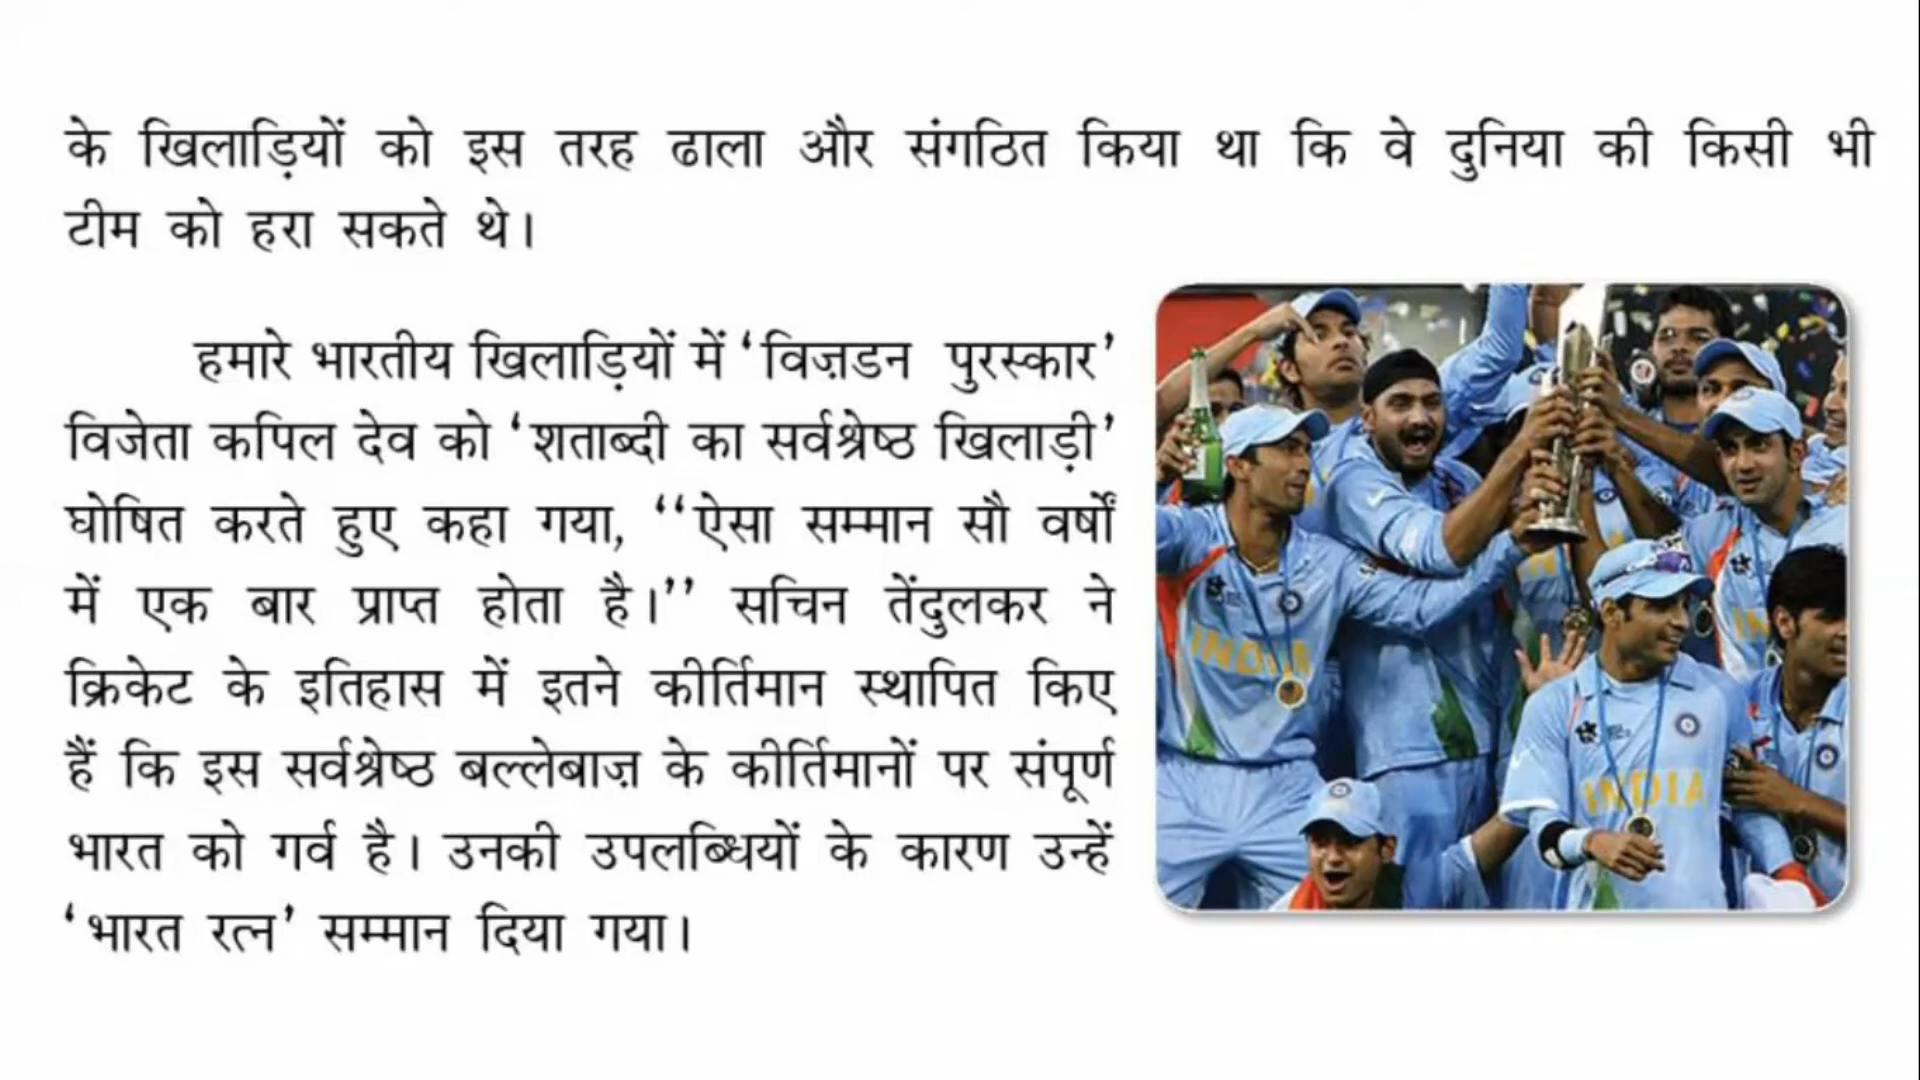 के खिलाड़ियों को इस तरह ढाला और संगठित किया था कि वे दुनिया की किसी भी
टीम को हरा सकते थे।
हमारे भारतीय खिलाड़ियों में ‘विज़डन पुरस्कार’
विजेता कपिल देव को ‘शताब्दी का सर्वश्रेष्ठ खिलाड़ी’
घोषित करते हुए कहा गया, ‘‘ऐसा सम्मान सौ वर्षों
में एक बार प्राप्त होता है।’’ सचिन तेंदुलकर ने
क्रिकेट के इतिहास में इतने कीर्तिमान स्थापित किए
हैं कि इस सर्वश्रेष्ठ बल्लेबाज़ के कीर्तिमानों पर संपूर्ण
भारत को गर्व है। उनकी उपलब्धियों के कारण उन्हें
‘भारत रत्न’ सम्मान दिया गया।
INDIA
INDIA